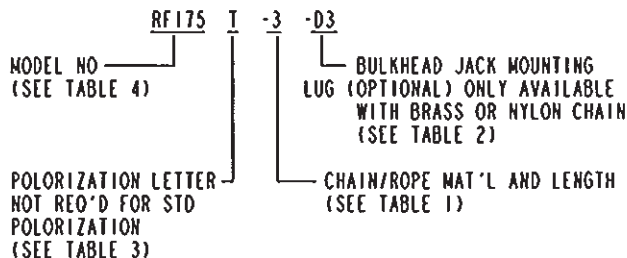 RF175 T -3 -D3
MODEL NO
(SEE TABLE 4)
BULKHEAD JACK MOUNTING
LUG (OPTIONAL) ONLY AVAILABLE
WITH BRASS OR NYLON CHAIN
(SEE TABLE 2)
POLORIZATION LETTER
NOT REQ'D FOR STD
POLORIZATION
(SEE TABLE 3)
CHAIN/ROPE MAT'L AND LENGTH
(SEE TABLE 1)